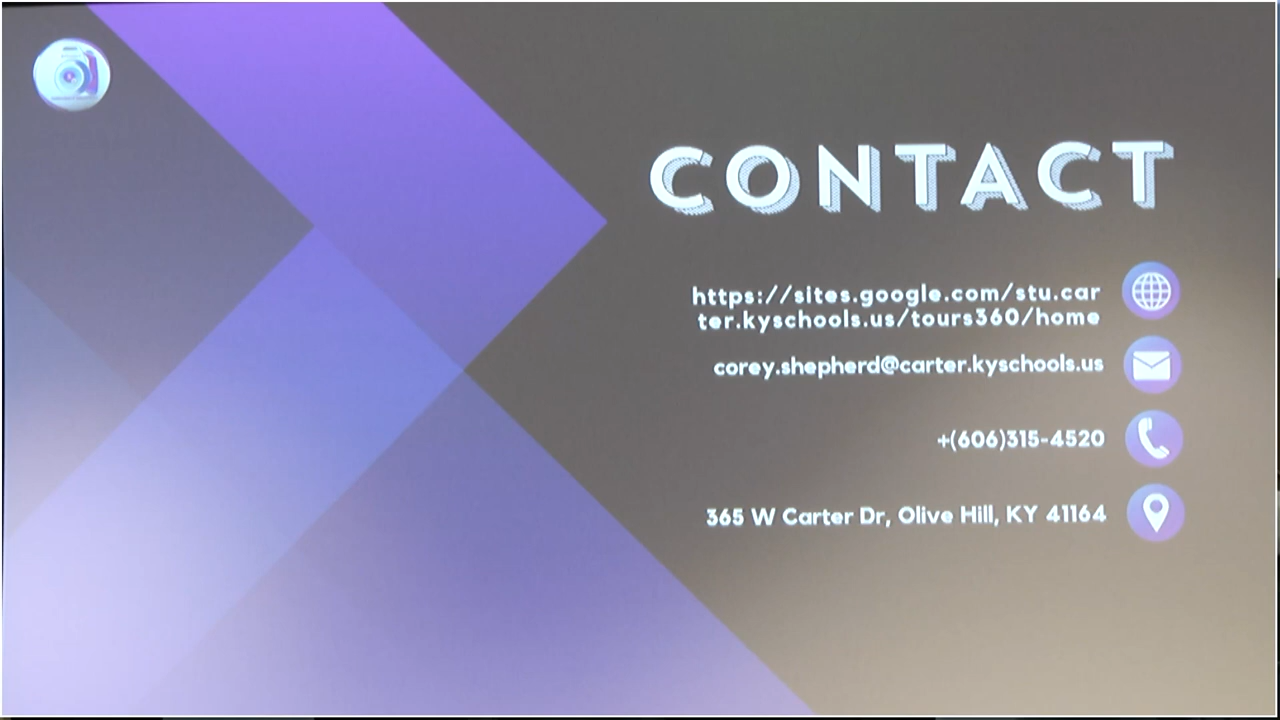 CONTACT
https://sites.google.com/stu.car
ter.kyschools.us/tours360/home
corey.shepherd@carter.kyschools.us
+(606)315-4520
365 W Carter Dr, Olive Hill, KY 41164